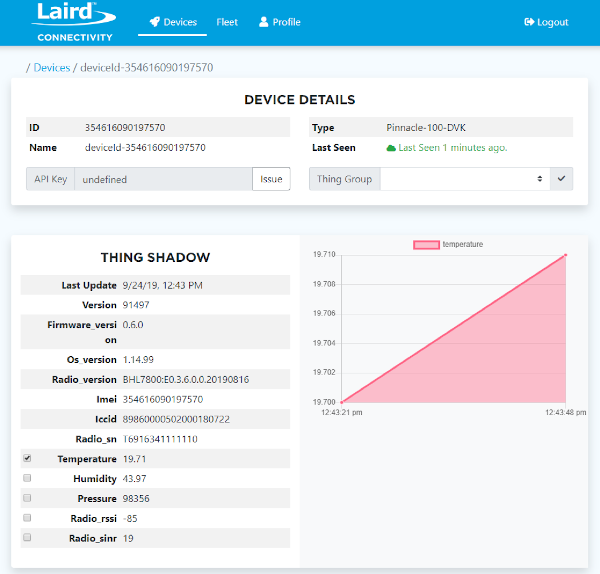 Laird
CONNECTIVITY
Devices Fleet Profile Logout
/ Devices / deviceId-354616090197570
DEVICE DETAILS
ID 354616090197570
Name deviceId-354616090197570
Type Pinnacle-100-DVK
Last Seen Last Seen 1 minutes ago.
API Key undefined Issue
Thing Group
THING SHADOW
Last Update 9/24/19, 12:43 PM
Version 91497
Firmware_versi 0.6.0
on
Os_version 1.14.99
Radio_version BHL7800:E0.3.6.0.0.20190816
Imei 354616090197570
Iccid 89860000502000180722
Radio_sn T6916341111110
Temperature 19.71
Humidity 43.97
Pressure 98356
Radio_rssi -85
Radio_sinr 19
temperature
19.710
19.708
19.706
19.704
19.702
19.700
12:43:21 pm 12:43:48 pm